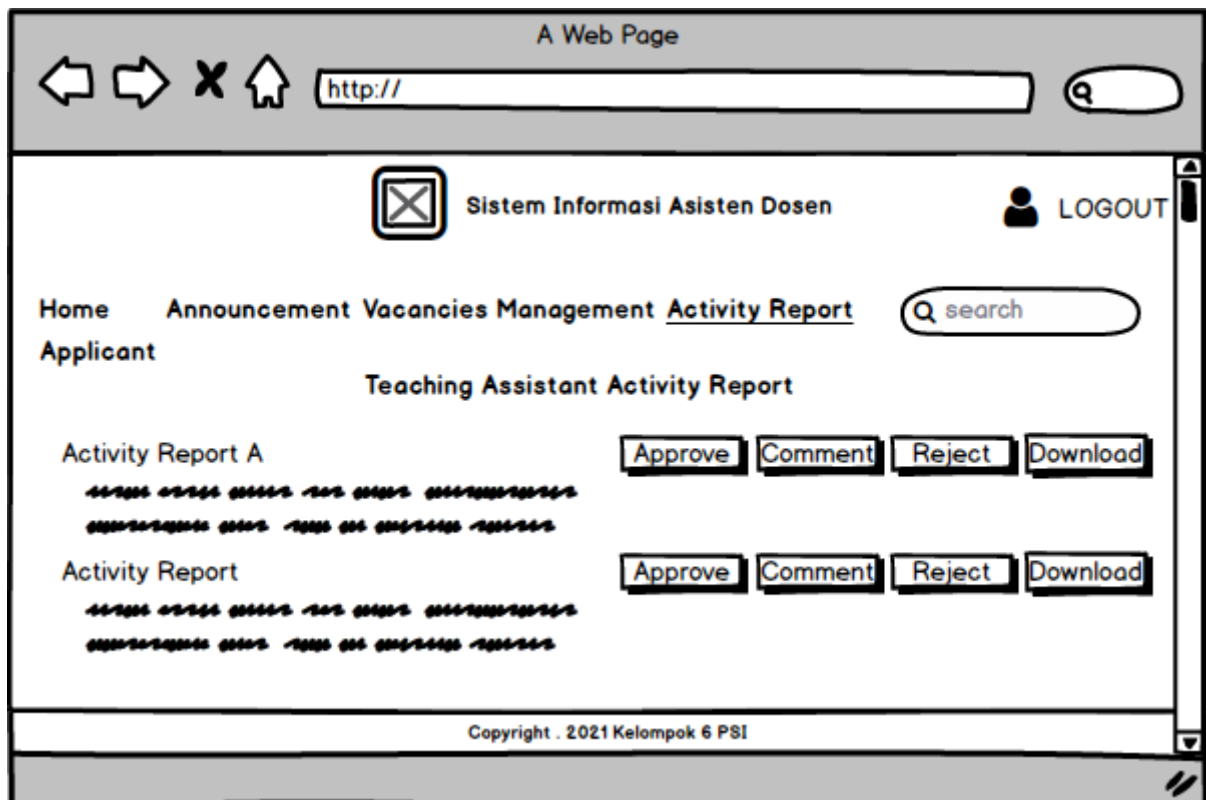 A Web Page
http://
Sistem Informasi Asisten Dosen
LOGOUT
Home Announcement Vacancies Management Activity Report search
Applicant
Teaching Assistant Activity Report
Activity Report A Approve Comment Reject Download
Activity Report Approve Comment Reject Download
Copyright . 2021 Kelompok 6 PSI